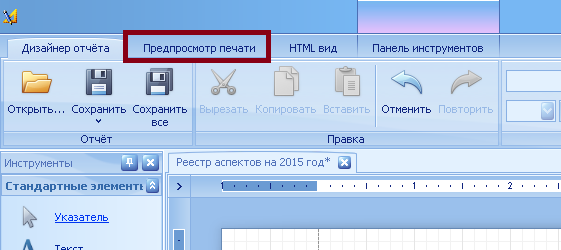 Дизайнер отчёта Предпросмотр печати HTML вид Панель инструментов
Открыть... Сохранить Сохранить все Вырезать Копировать Вставить Отменить Повторить
Отчёт Правка
Инструменты Реестр аспектов на 2015 год*
Стандартные элементы
1 1 2
Указатель
Текст